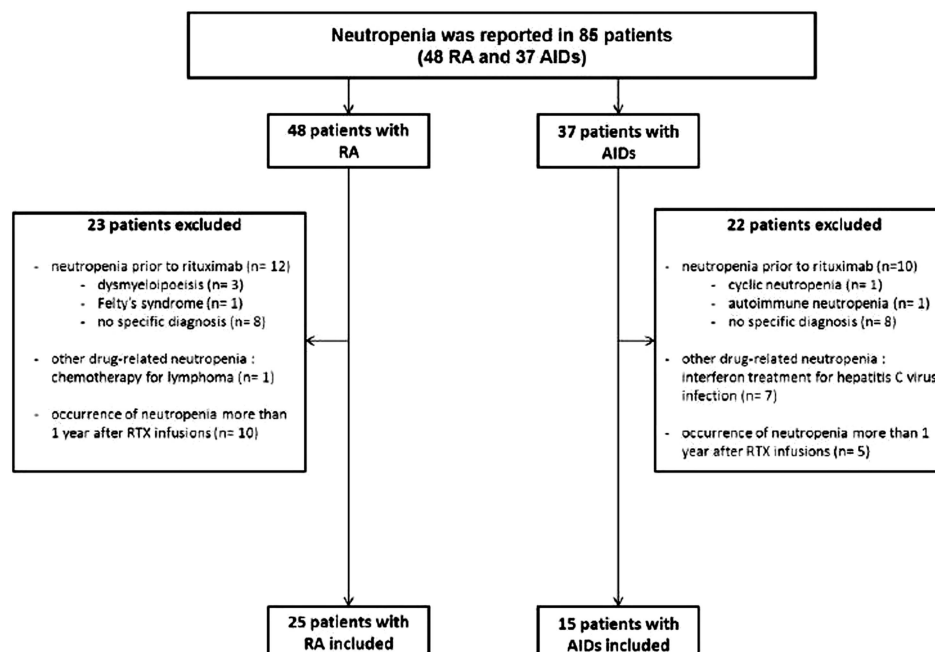 Neutropenia was reported in 85 patients
(48 RA and 37 AIDs)
48 patients with
RA
37 patients with
AIDs
23 patients excluded
- neutropenia prior to rituximab (n= 12)
- dysmyeloipoeisis (n= 3)
- Felty's syndrome (n= 1)
- no specific diagnosis (n= 8)
- other drug-related neutropenia :
chemotherapy for lymphoma (n= 1)
- occurrence of neutropenia more than
1 year after RTX infusions (n= 10)
22 patients excluded
- neutropenia prior to rituximab (n=10)
- cyclic neutropenia (n= 1)
- autoimmune neutropenia (n= 1)
- no specific diagnosis (n= 8)
- other drug-related neutropenia :
interferon treatment for hepatitis C virus
infection (n= 7)
- occurrence of neutropenia more than 1
year after RTX infusions (n= 5)
25 patients with
RA included
15 patients with
AIDs included